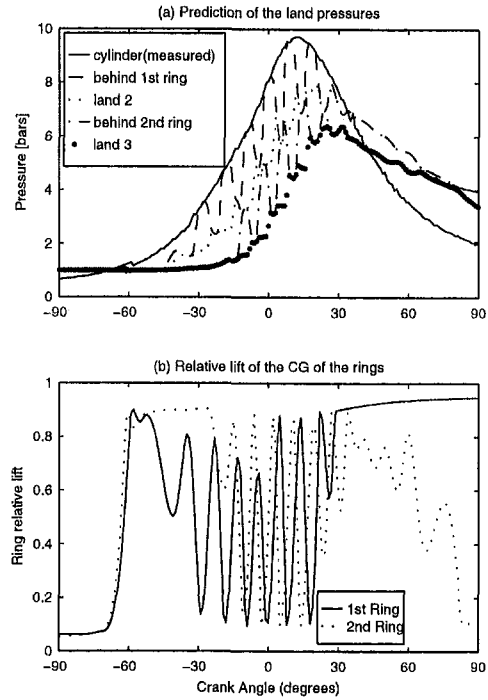 (a) Prediction of the land pressures
10
8
6
4
2
0
Pressure [bars]
cylinder(measured)
behind 1st ring
land 2
behind 2nd ring
land 3
-90 -60 -30 0 30 60 90
(b) Relative lift of the CG of the rings
1
0.8
0.6
0.4
0.2
0
Ring relative lift
1st Ring
2nd Ring
-90 -60 -30 0 30 60 90
Crank Angle (degrees)